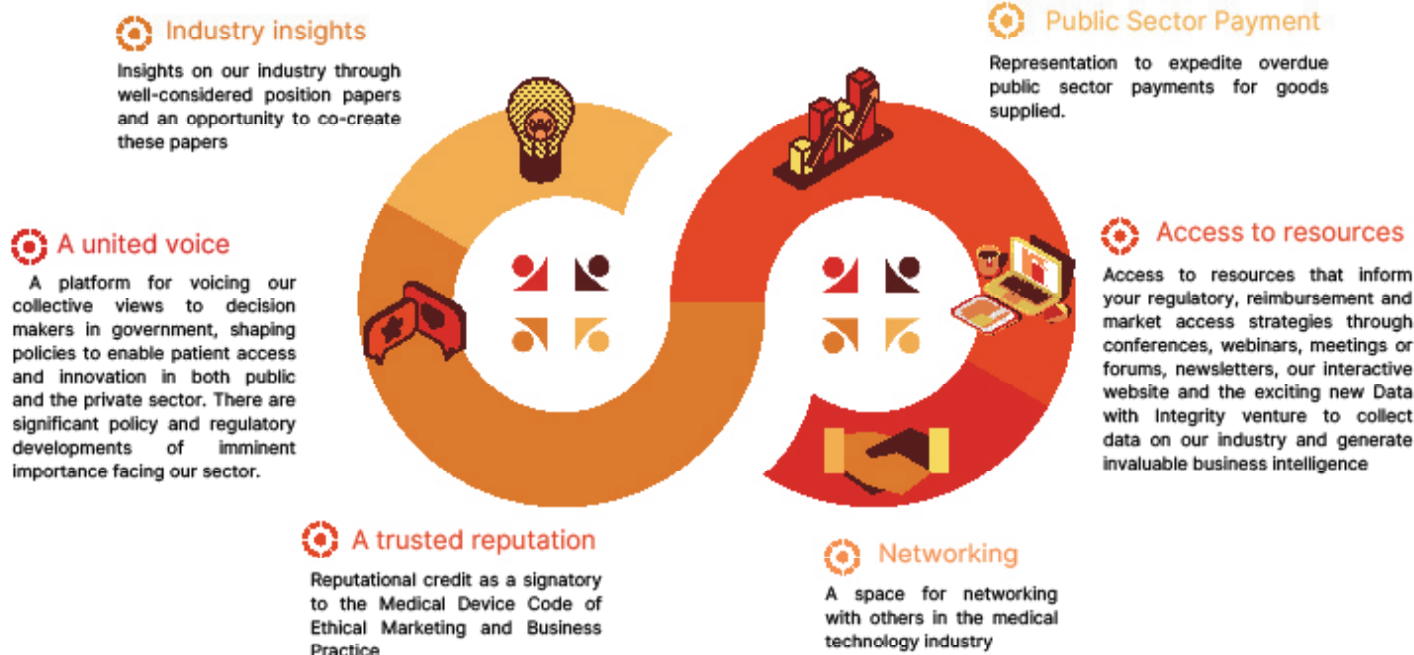 Industry insights
Insights on our industry through
well-considered position papers
and an opportunity to co-create
these papers
Public Sector Payment
Representation to expedite overdue
public sector payments for goods
supplied.
A united voice
A platform for voicing our
collective views to decision
makers in government, shaping
policies to enable patient access
and innovation in both public
and the private sector. There are
significant policy and regulatory
developments of imminent
importance facing our sector.
Access to resources
Access to resources that inform
your regulatory, reimbursement and
market access strategies through
conferences, webinars, meetings or
forums, newsletters, our interactive
website and the exciting new Data
with Integrity venture to collect
data on our industry and generate
invaluable business intelligence
A trusted reputation
Reputational credit as a signatory
to the Medical Device Code of
Ethical Marketing and Business
Practice
Networking
A space for networking
with others in the medical
technology industry